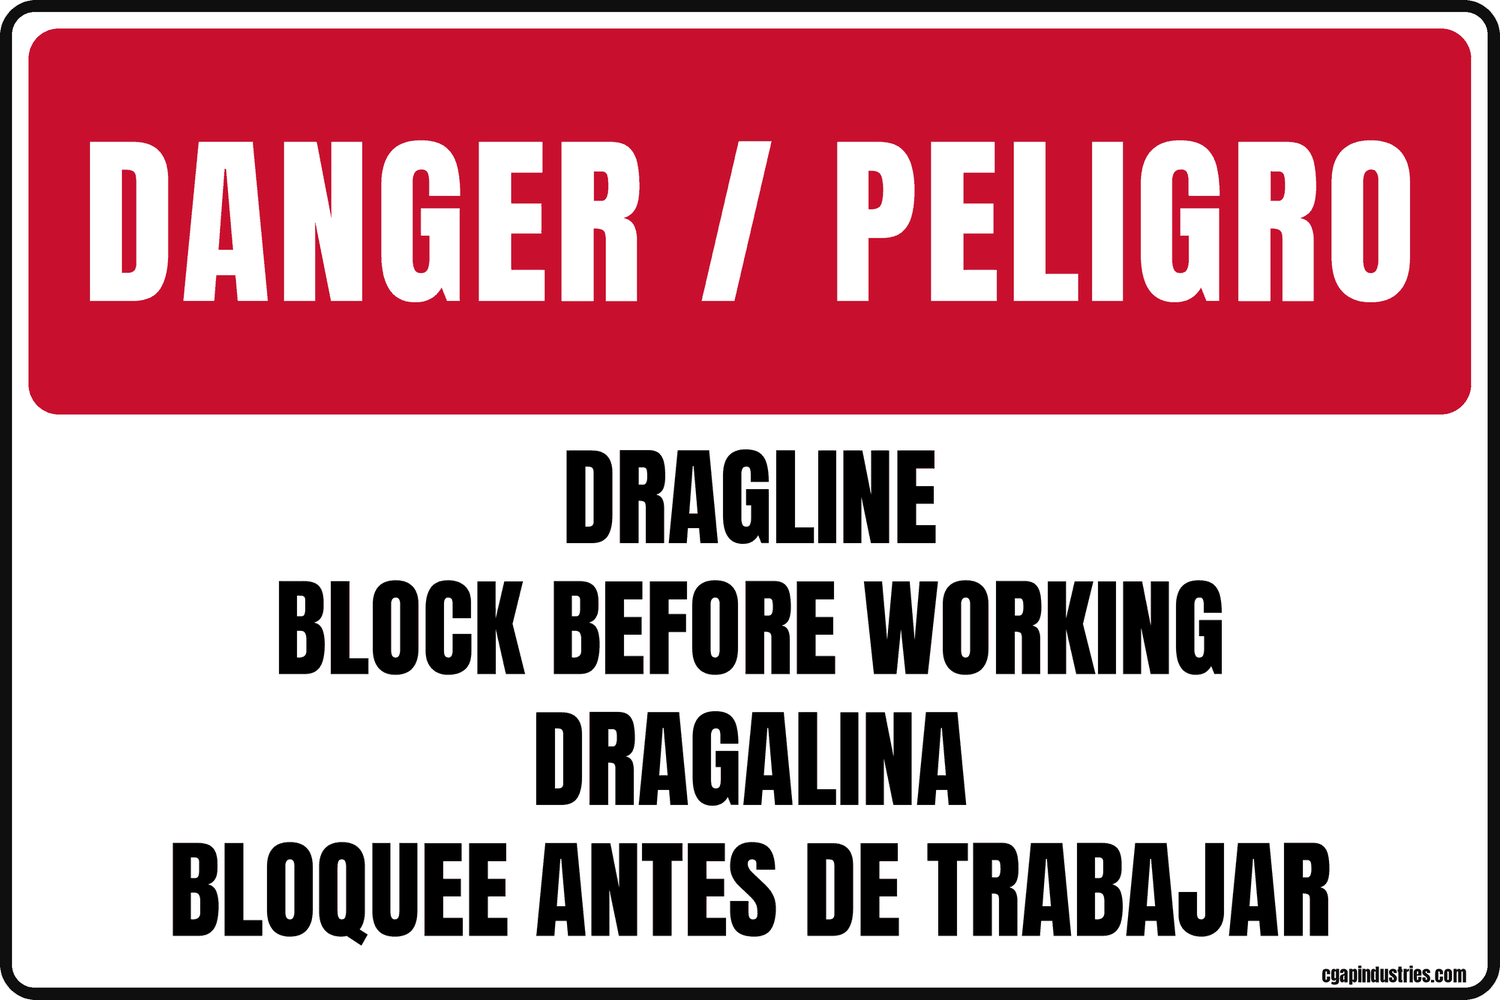 DANGER / PELIGRO
DRAGLINE
BLOCK BEFORE WORKING
DRAGALINA
BLOQUEE ANTES DE TRABAJAR
cgapindustries.com